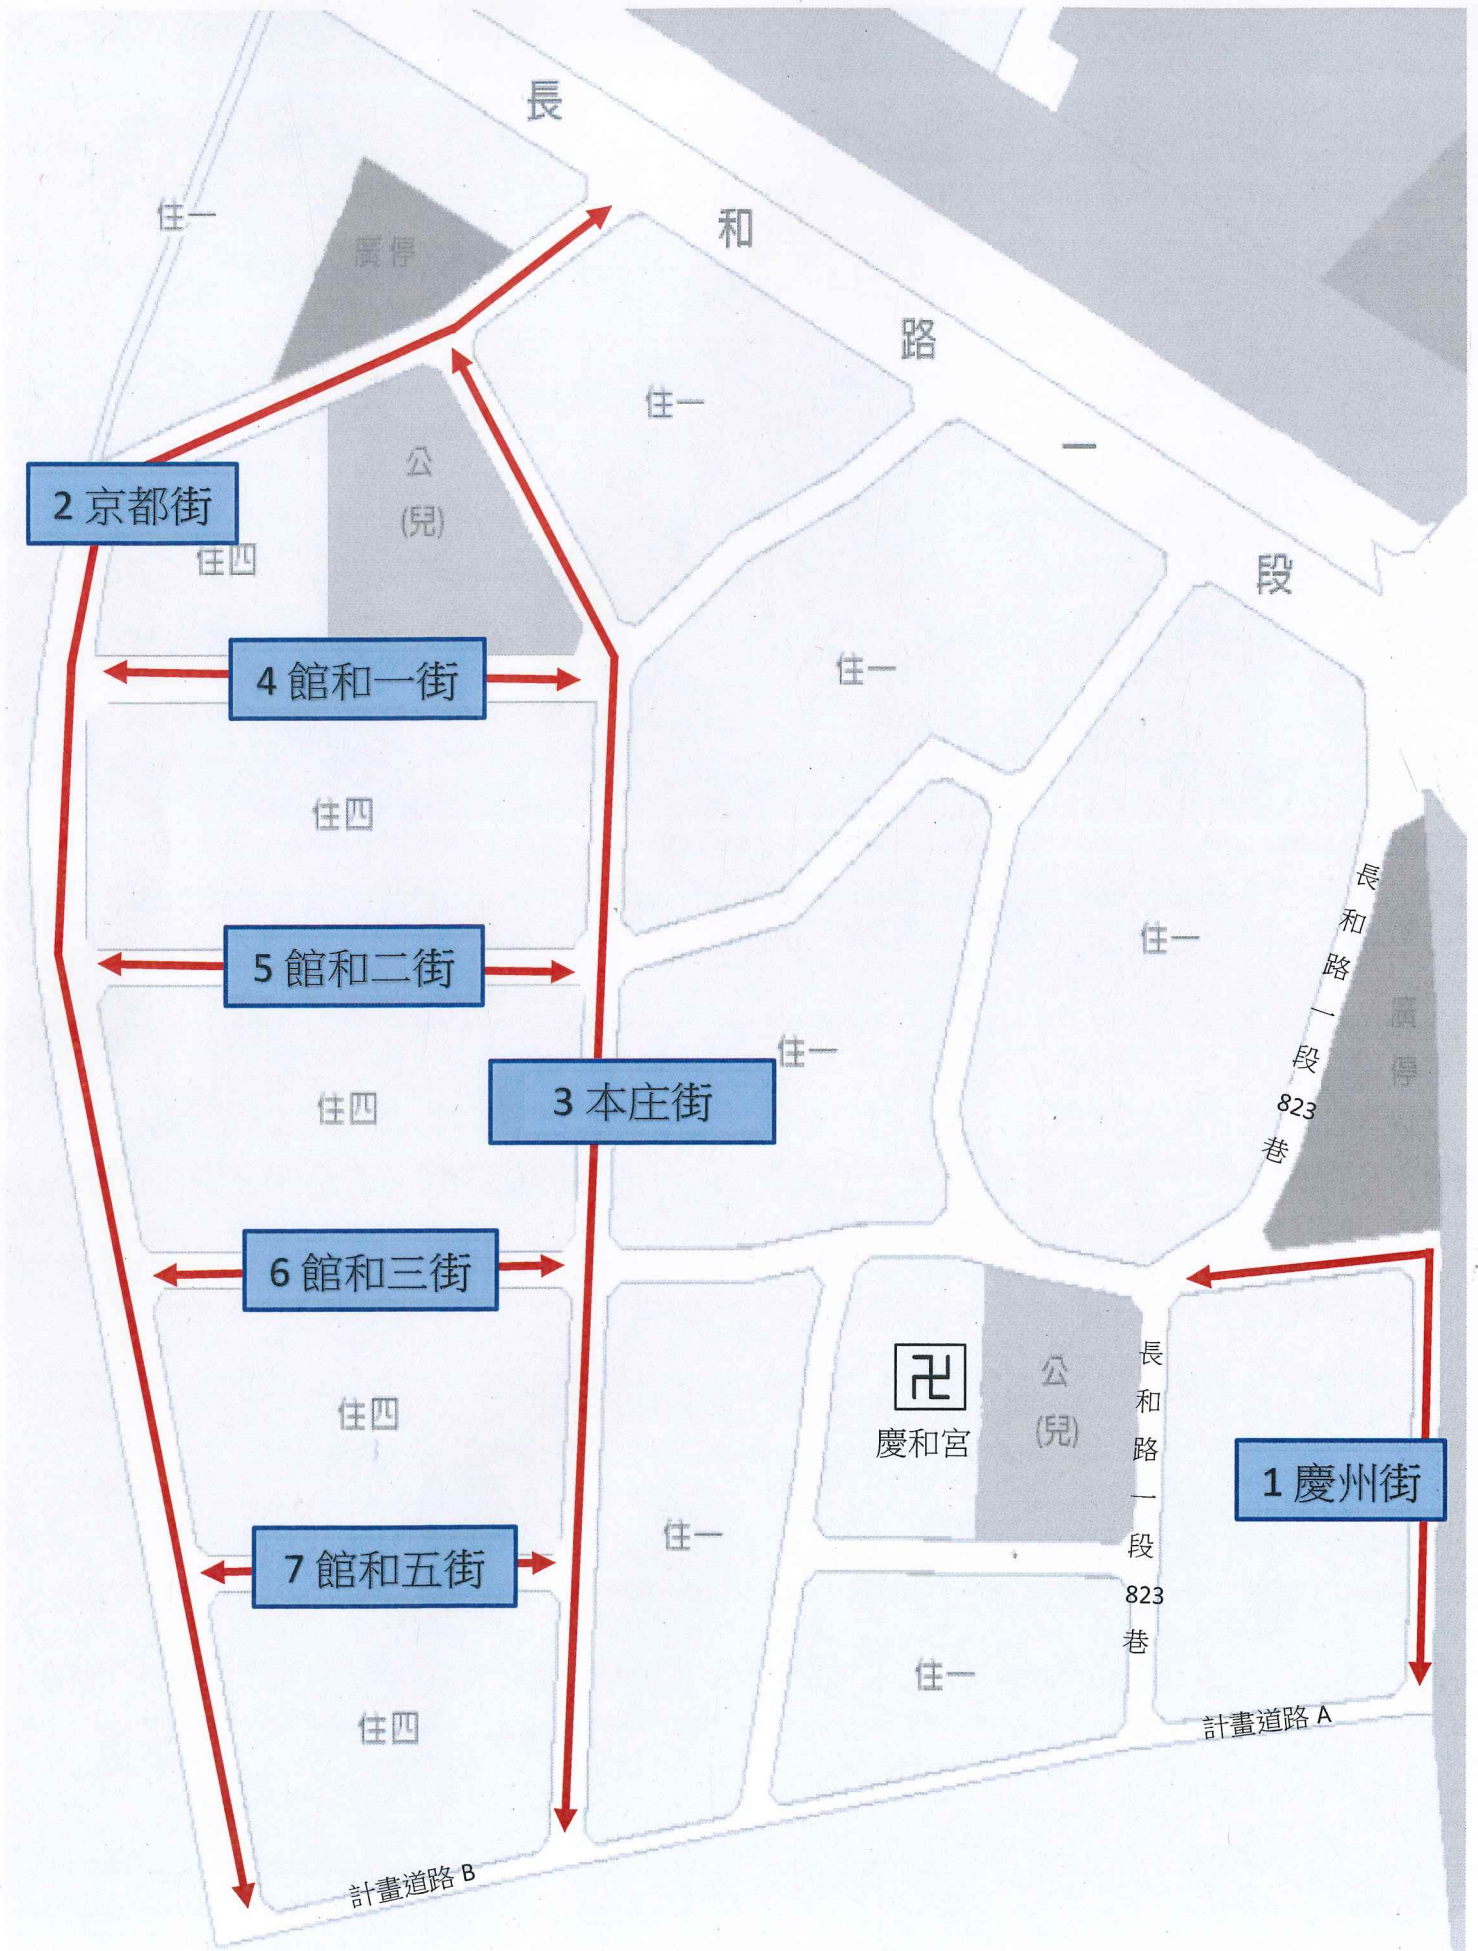 長
和
路
一
段
住一
廣停
住一
公
(兒)
2 京都街
住四
4 館和一街
住一
住四
長
和
路
一
段
823
巷
5 館和二街
住一
廣
停
住一
3 本庄街
住四
6 館和三街
卍
慶和宮
公
(兒)
長
和
路
一
段
823
巷
住四
1 慶州街
住一
7 館和五街
住一
住四
計畫道路 A
計畫道路 B